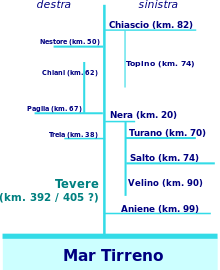 destra sinistra
Chiascio (km. 82)
Nestore (km. 50)
Topino (km. 74)
Chiani (km. 62)
Paglia (km. 67)
Nera (km. 20)
Treia (km. 38)
Turano (km. 70)
Salto (km. 74)
Tevere
Velino (km. 90)
(km. 392 / 405 ?)
Aniene (km. 99)
Mar Tirreno